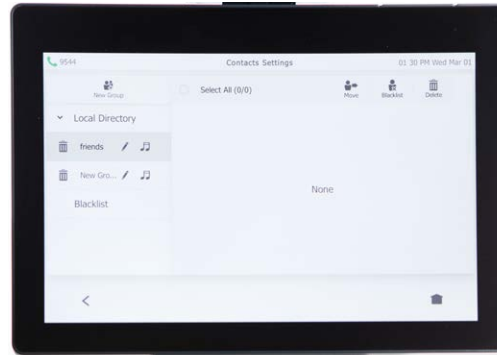 9544 Contacts Settings 01 30 PM Wed Mar 01
New Group Select All (0/0) Move Blacklist Delete
Local Directory
friends
New Gro...
None
Blacklist